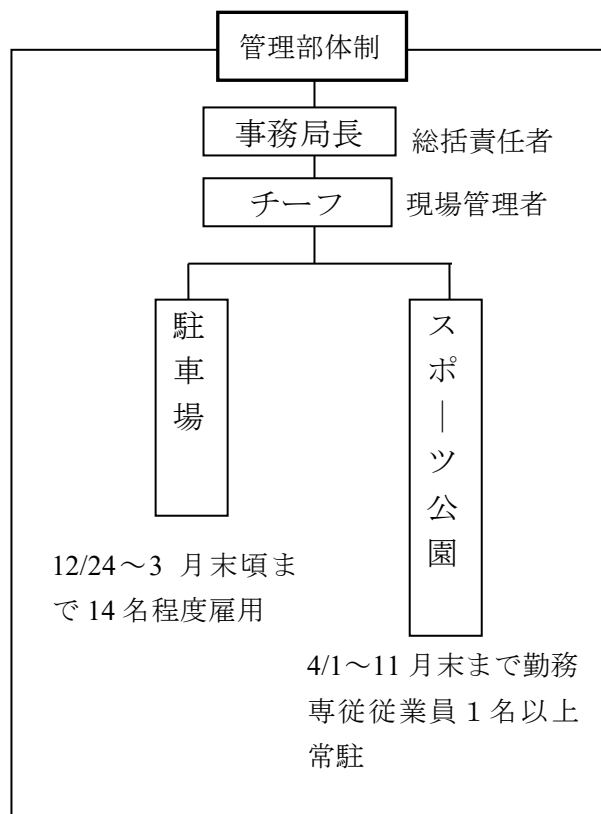 管理部体制
事務局長
総括責任者
チーフ
現場管理者
駐車場
スポーツ公園
12/24～3 月末頃ま
で 14 名程度雇用
4/1～11 月末まで勤務
専従従業員 1 名以上
常駐